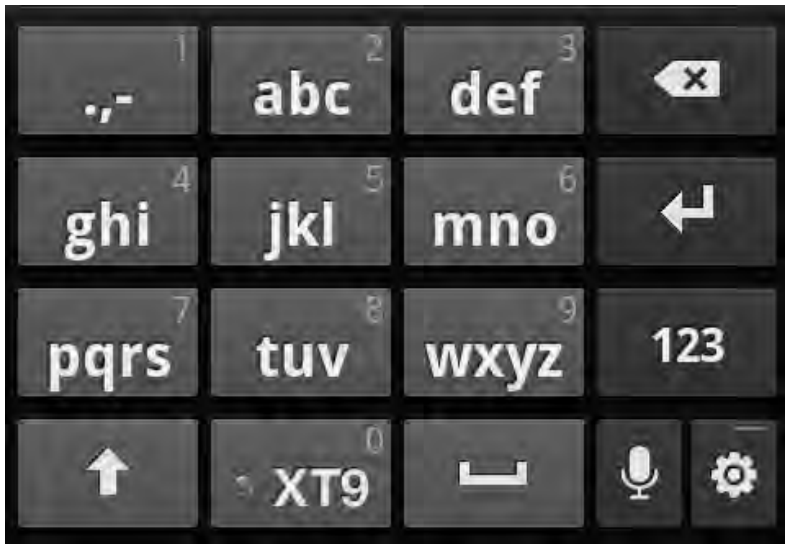 1 2 3
.,- abc def
4 5 6
ghi jkl mno
7 8 9
pqrs tuv wxyz 123
0
XT9